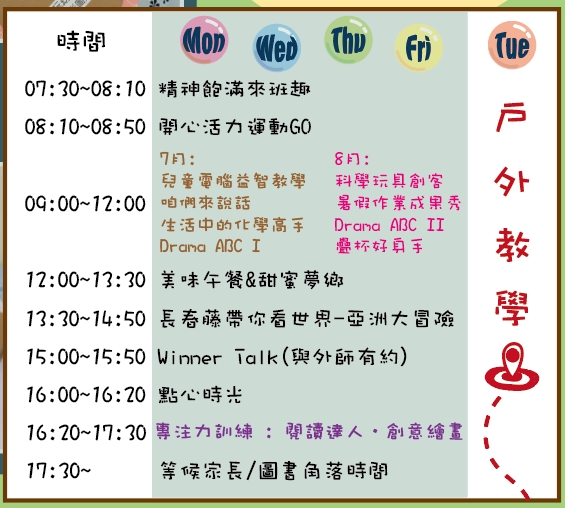 時間 Mon Wed Thu Fri Tue
07:30~08:10 精神飽滿來班趣
08:10~08:50 開心活力運動GO
09:00~12:00
7月:
兒童電腦益智教學
咱們來說話
生活中的化學高手
Drama ABC I
8月:
科學玩具創客
暑假作業成果秀
Drama ABC II
疊杯好身手
12:00~13:30 美味午餐&甜蜜夢鄉
13:30~14:50 長春藤帶你看世界-亞洲大冒險
15:00~15:50 Winner Talk(與外師有約)
16:00~16:20 點心時光
16:20~17:30 專注力訓練 : 閱讀達人‧創意繪畫
17:30~ 等候家長/圖書角落時間
戶外教學